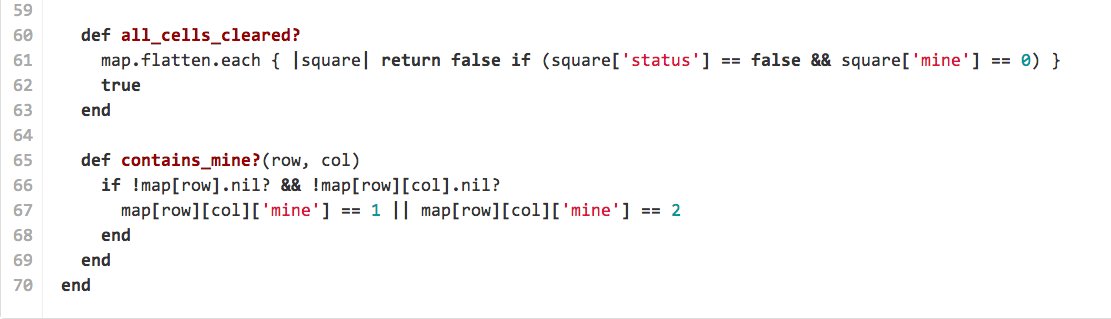 59
60 def all_cells_cleared?
61 map.flatten.each { |square| return false if (square['status'] == false && square['mine'] == 0) }
62 true
63 end
64
65 def contains_mine?(row, col)
66 if !map[row].nil? && !map[row][col].nil?
67 map[row][col]['mine'] == 1 || map[row][col]['mine'] == 2
68 end
69 end
70 end